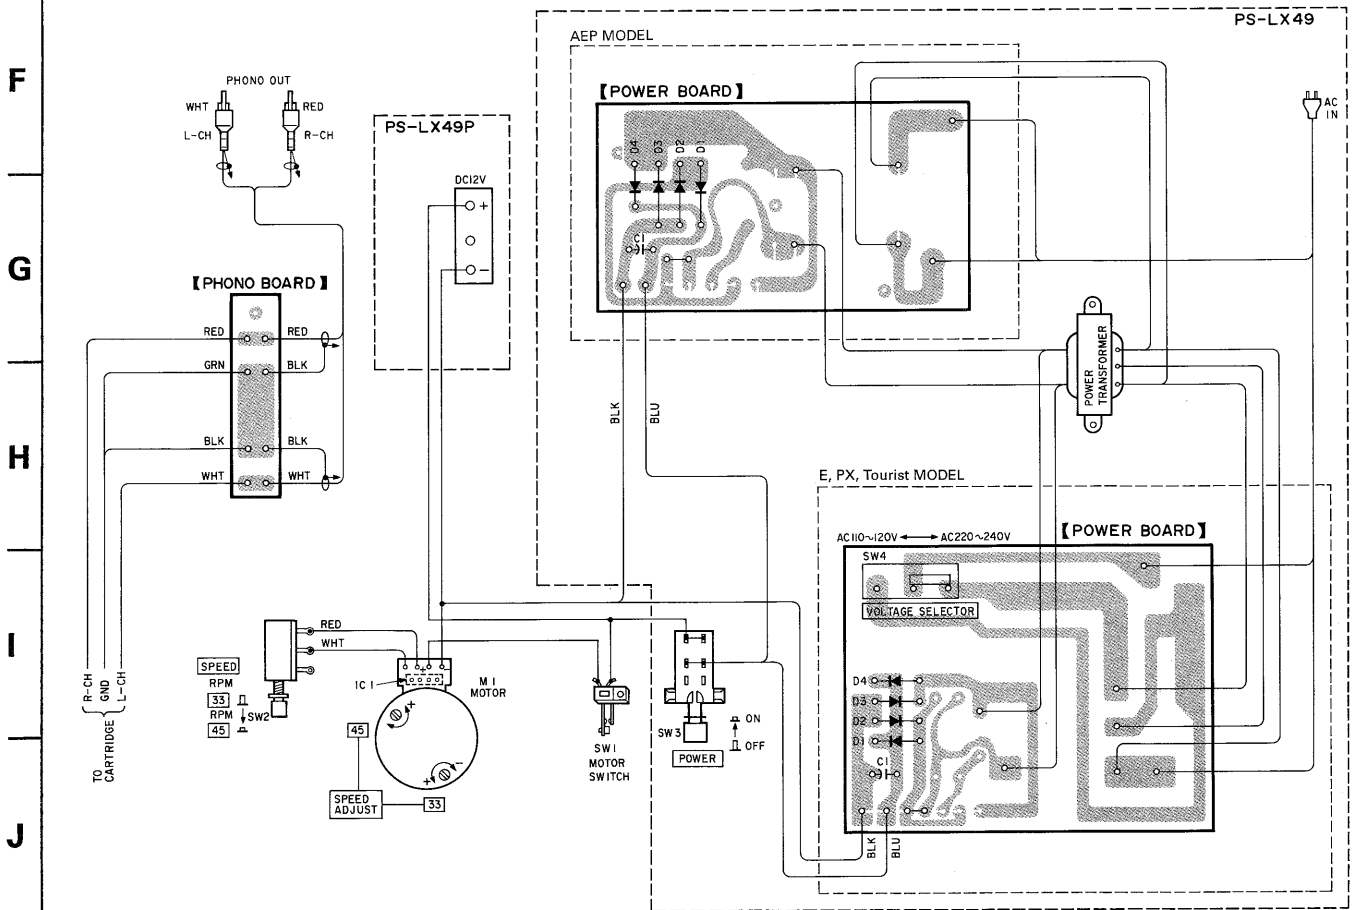 PS-LX49
AEP MODEL
F
PHONO OUT
【POWER BOARD】
WHT
RED
AC
IN
L-CH
R-CH
PS-LX49P
D4
D3
D2
D1
DC12V
+
C1
G
−
【PHONO BOARD】
RED
RED
GRN
BLK
POWER
TRANSFORMER
BLK
BLU
H
BLK
BLK
WHT
WHT
E, PX, Tourist MODEL
AC110~120V
AC220~240V
【POWER BOARD】
SW4
VOLTAGE SELECTOR
I
RED
WHT
SPEED
RPM
33
RPM
45
SW2
IC1
+
−
M1
MOTOR
R-CH
GND
L-CH
D4
D3
D2
D1
ON
OFF
SW3
POWER
45
+
SW1
MOTOR
SWITCH
TO
CARTRIDGE
C1
−
+
SPEED
ADJUST
33
J
BLK
BLU